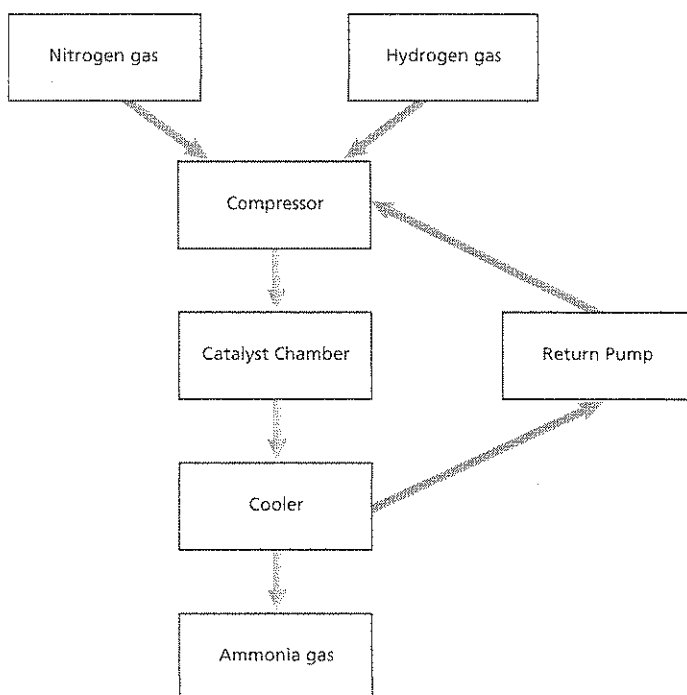 Nitrogen gas
Hydrogen gas
Compressor
Catalyst Chamber
Return Pump
Cooler
Ammonia gas